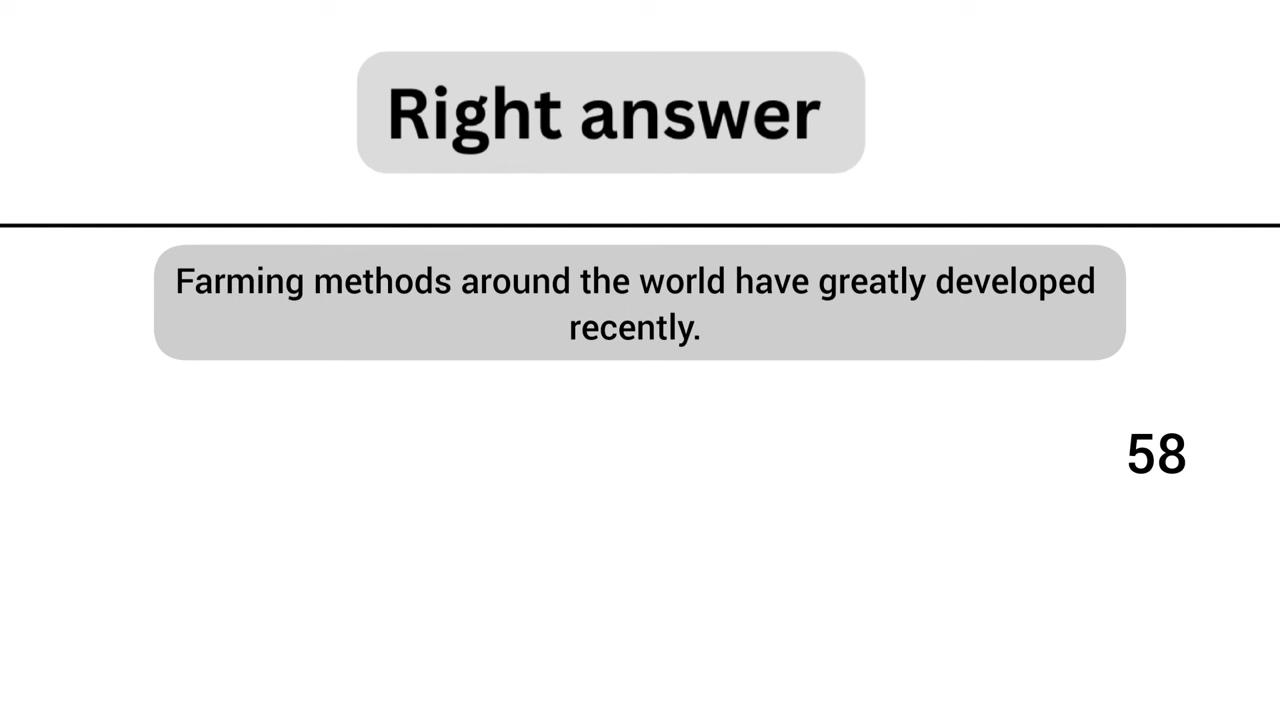 Right answer
Farming methods around the world have greatly developed
recently.
58